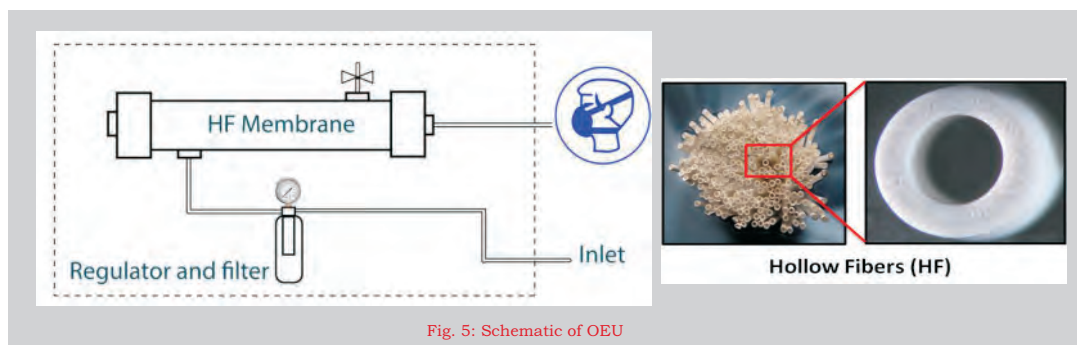 HF Membrane
Regulator and filter
Inlet
Hollow Fibers (HF)
Fig. 5: Schematic of OEU